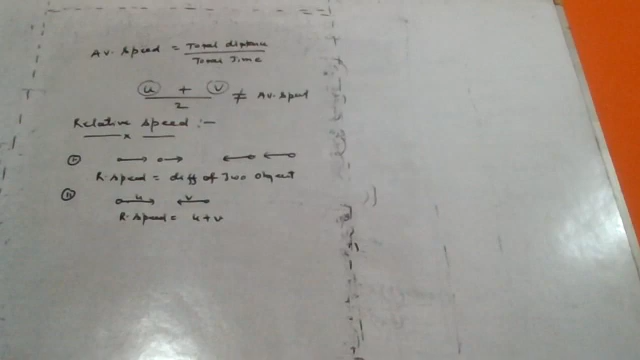 Av. Speed = Total distance / Total Time
u + v / 2 ≠ Av. Speed
Relative Speed :-
x
R. Speed = diff of Two object
(ii) u v
R. Speed = u+v